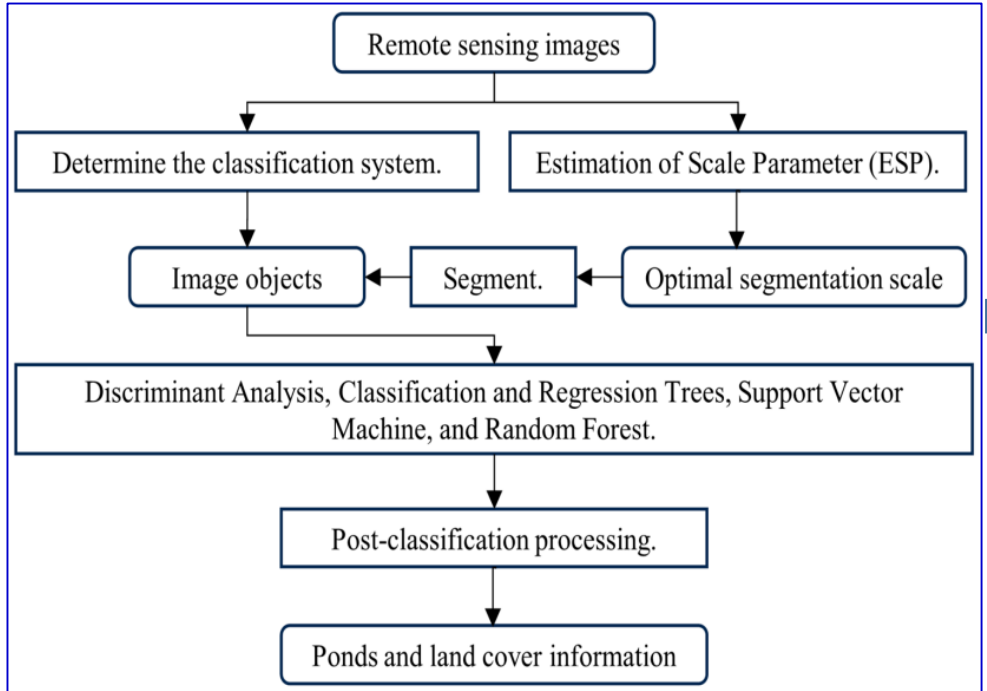 Remote sensing images
Determine the classification system.
Estimation of Scale Parameter (ESP).
Image objects
Segment.
Optimal segmentation scale
Discriminant Analysis, Classification and Regression Trees, Support Vector
Machine, and Random Forest.
Post-classification processing.
Ponds and land cover information